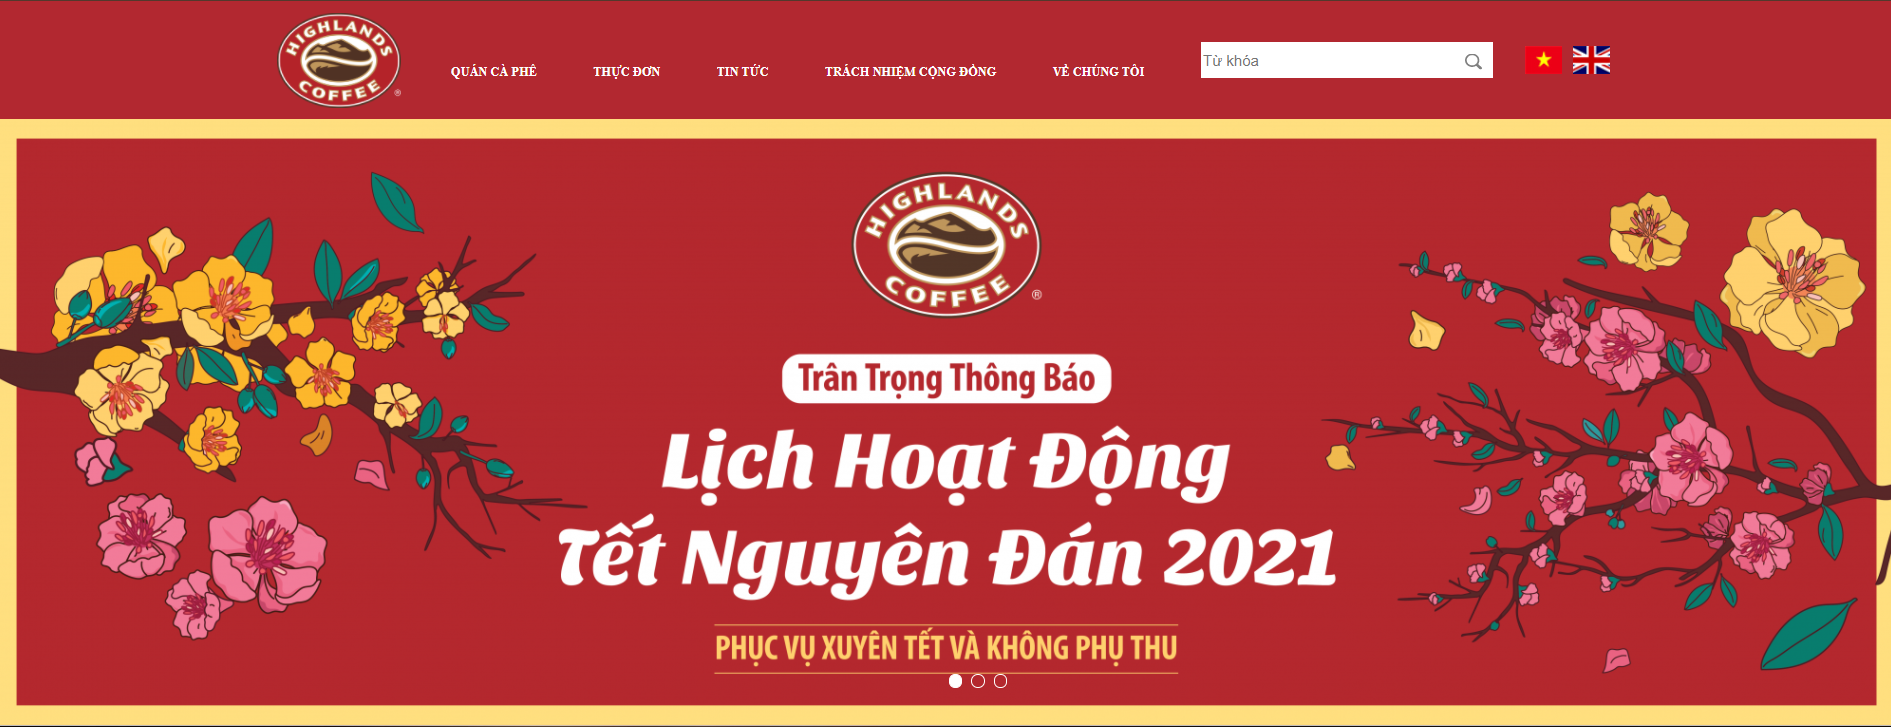 HIGHLANDS
COFFEE
®
QUÁN CÀ PHÊ
THỰC ĐƠN
TIN TỨC
TRÁCH NHIỆM CỘNG ĐỒNG
VỀ CHÚNG TÔI
Từ khóa
HIGHLANDS
COFFEE
®
Trân Trọng Thông Báo
Lịch Hoạt Động
Tết Nguyên Đán 2021
PHỤC VỤ XUYÊN TẾT VÀ KHÔNG PHỤ THU